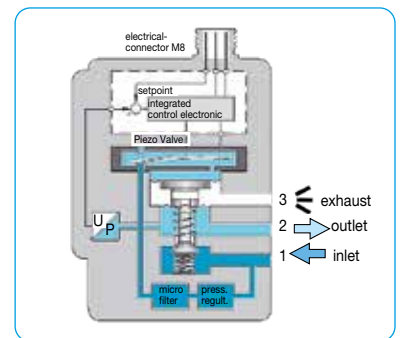 electrical-
connector M8
setpoint
integrated
control electronic
Piezo Valve
3 exhaust
U
P
2 outlet
1 inlet
micro
filter
press.
regult.